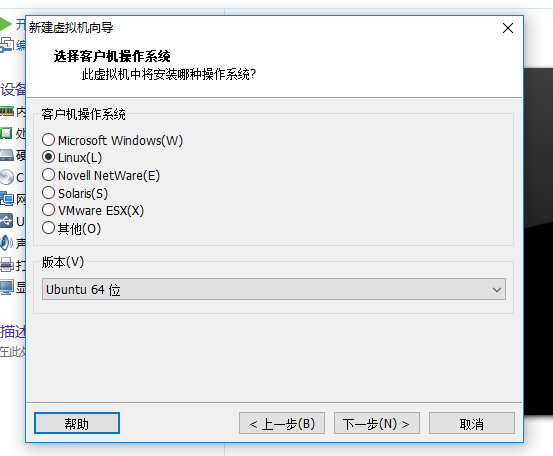 新建虚拟机向导
选择客户机操作系统
此虚拟机中将安装哪种操作系统?
客户机操作系统
Microsoft Windows(W)
Linux(L)
Novell NetWare(E)
Solaris(S)
VMware ESX(X)
其他(O)
版本(V)
Ubuntu 64 位
帮助
< 上一步(B)
下一步(N) >
取消
开
编
设备
内
处
硬
C
网
U
声
打
显
描述
在此处